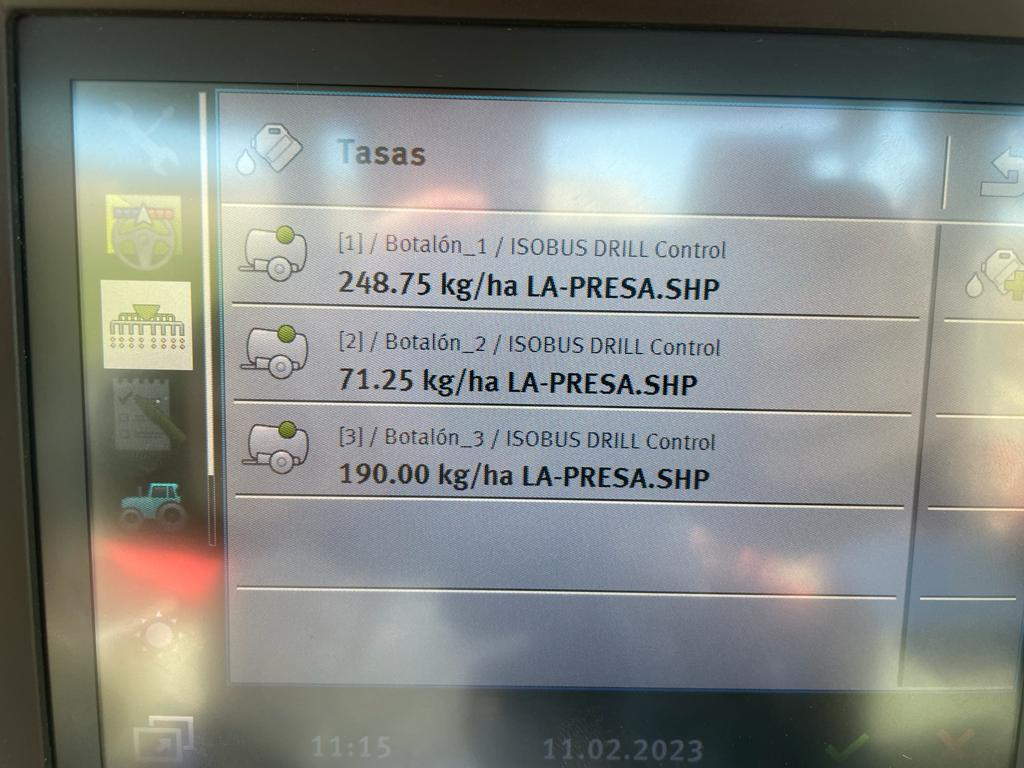 Tasas
[1] / Botalón_1 / ISOBUS DRILL Control
248.75 kg/ha LA-PRESA.SHP
[2] / Botalón_2 / ISOBUS DRILL Control
71.25 kg/ha LA-PRESA.SHP
[3] / Botalón_3 / ISOBUS DRILL Control
190.00 kg/ha LA-PRESA.SHP
11:15 11.02.2023